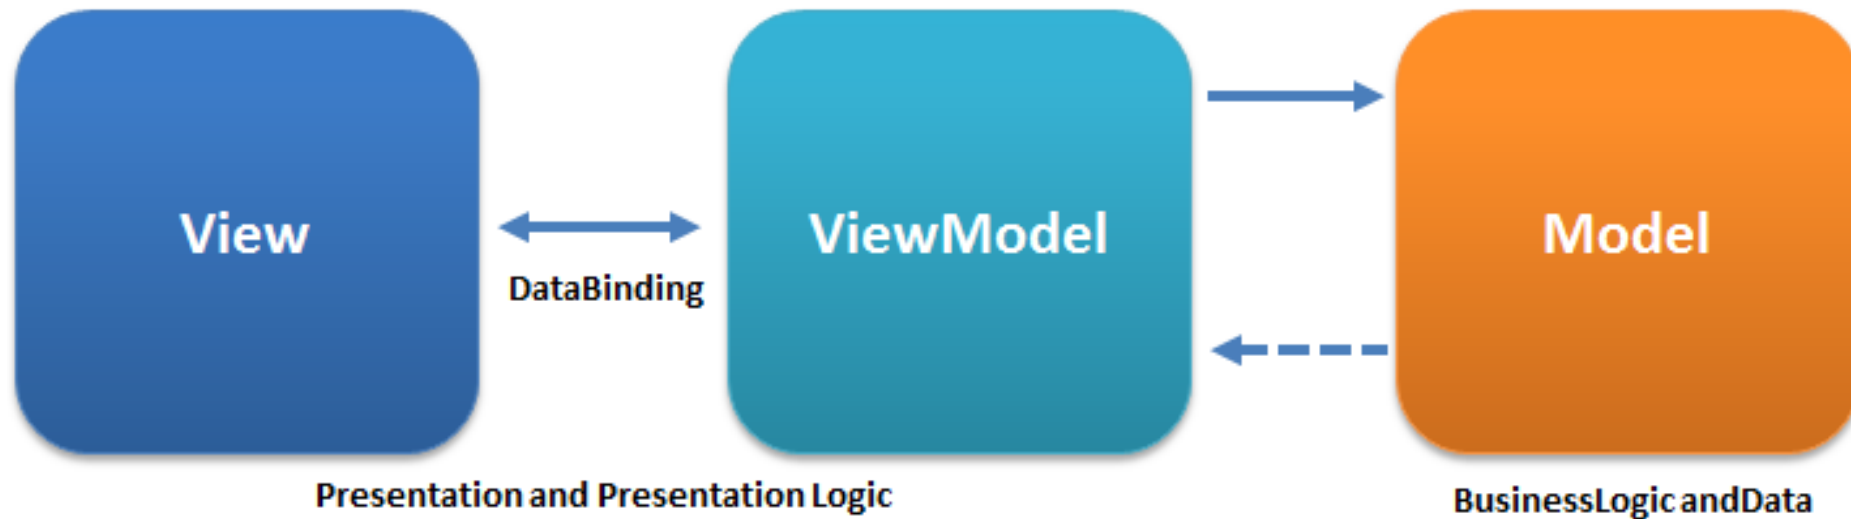 View
ViewModel
Model
DataBinding
Presentation and Presentation Logic
BusinessLogic andData